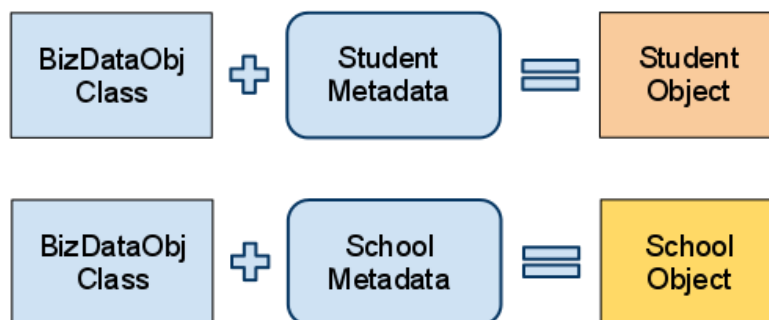 BizDataObj
Class
Student
Metadata
Student
Object
BizDataObj
Class
School
Metadata
School
Object